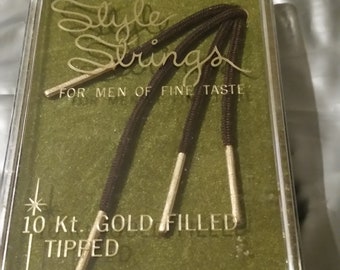 Style
Strings
FOR MEN OF FINE TASTE
10 Kt. GOLD FILLED
TIPPED